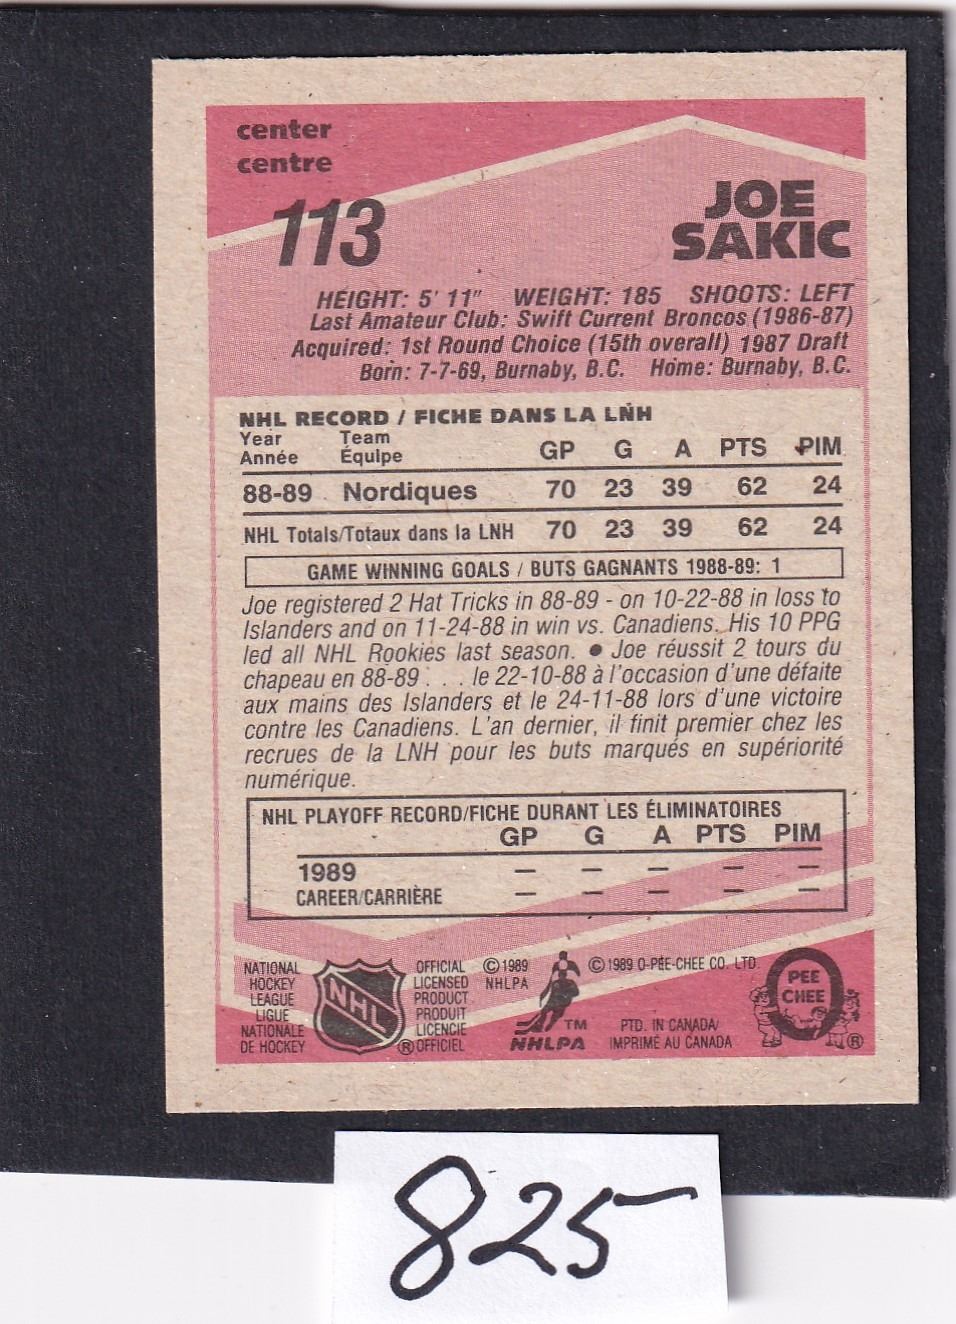 center
centre
113
JOE
SAKIC
HEIGHT: 5' 11" WEIGHT: 185 SHOOTS: LEFT
Last Amateur Club: Swift Current Broncos (1986-87)
Acquired: 1st Round Choice (15th overall) 1987 Draft
Born: 7-7-69, Burnaby, B.C. Home: Burnaby, B.C.
NHL RECORD / FICHE DANS LA LNH
Year Team
Année Équipe GP G A PTS PIM
88-89 Nordiques 70 23 39 62 24
NHL Totals/Totaux dans la LNH 70 23 39 62 24
GAME WINNING GOALS / BUTS GAGNANTS 1988-89: 1
Joe registered 2 Hat Tricks in 88-89 - on 10-22-88 in loss to
Islanders and on 11-24-88 in win vs. Canadiens. His 10 PPG
led all NHL Rookies last season. ● Joe réussit 2 tours du
chapeau en 88-89 . . . le 22-10-88 à l'occasion d'une défaite
aux mains des Islanders et le 24-11-88 lors d'une victoire
contre les Canadiens. L'an dernier, il finit premier chez les
recrues de la LNH pour les buts marqués en supériorité
numérique.
NHL PLAYOFF RECORD/FICHE DURANT LES ÉLIMINATOIRES
GP G A PTS PIM
1989 — — — — —
CAREER/CARRIÈRE — — — — —
NATIONAL
HOCKEY
LEAGUE
LIGUE
NATIONALE
DE HOCKEY
NHL
®
OFFICIAL
LICENSED
PRODUCT
PRODUIT
LICENCIE
OFFICIEL
© 1989
NHLPA
TM
NHLPA
© 1989 O-PEE-CHEE CO. LTD.
PTD. IN CANADA/
IMPRIMÉ AU CANADA
PEE
CHEE
®
825